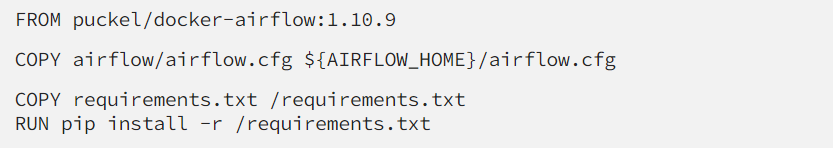 FROM puckel/docker-airflow:1.10.9
COPY airflow/airflow.cfg ${AIRFLOW_HOME}/airflow.cfg
COPY requirements.txt /requirements.txt
RUN pip install -r /requirements.txt